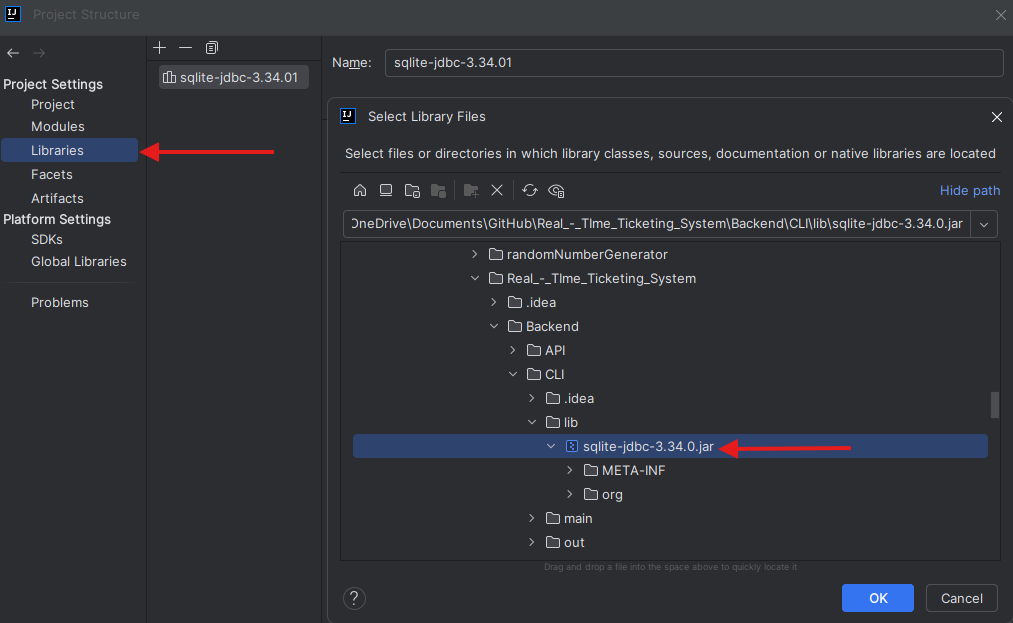 Project Structure
Project Settings
Project
Modules
Libraries
Facets
Artifacts
Platform Settings
SDKs
Global Libraries
Problems
sqlite-jdbc-3.34.01
Name: sqlite-jdbc-3.34.01
Select Library Files
Select files or directories in which library classes, sources, documentation or native libraries are located
Hide path
OneDrive\Documents\GitHub\Real_-_TIme_Ticketing_System\Backend\CLI\lib\sqlite-jdbc-3.34.0.jar
randomNumberGenerator
Real_-_TIme_Ticketing_System
.idea
Backend
API
CLI
.idea
lib
sqlite-jdbc-3.34.0.jar
META-INF
org
main
out
Drag and drop a file into the space above to quickly locate it
?
OK
Cancel